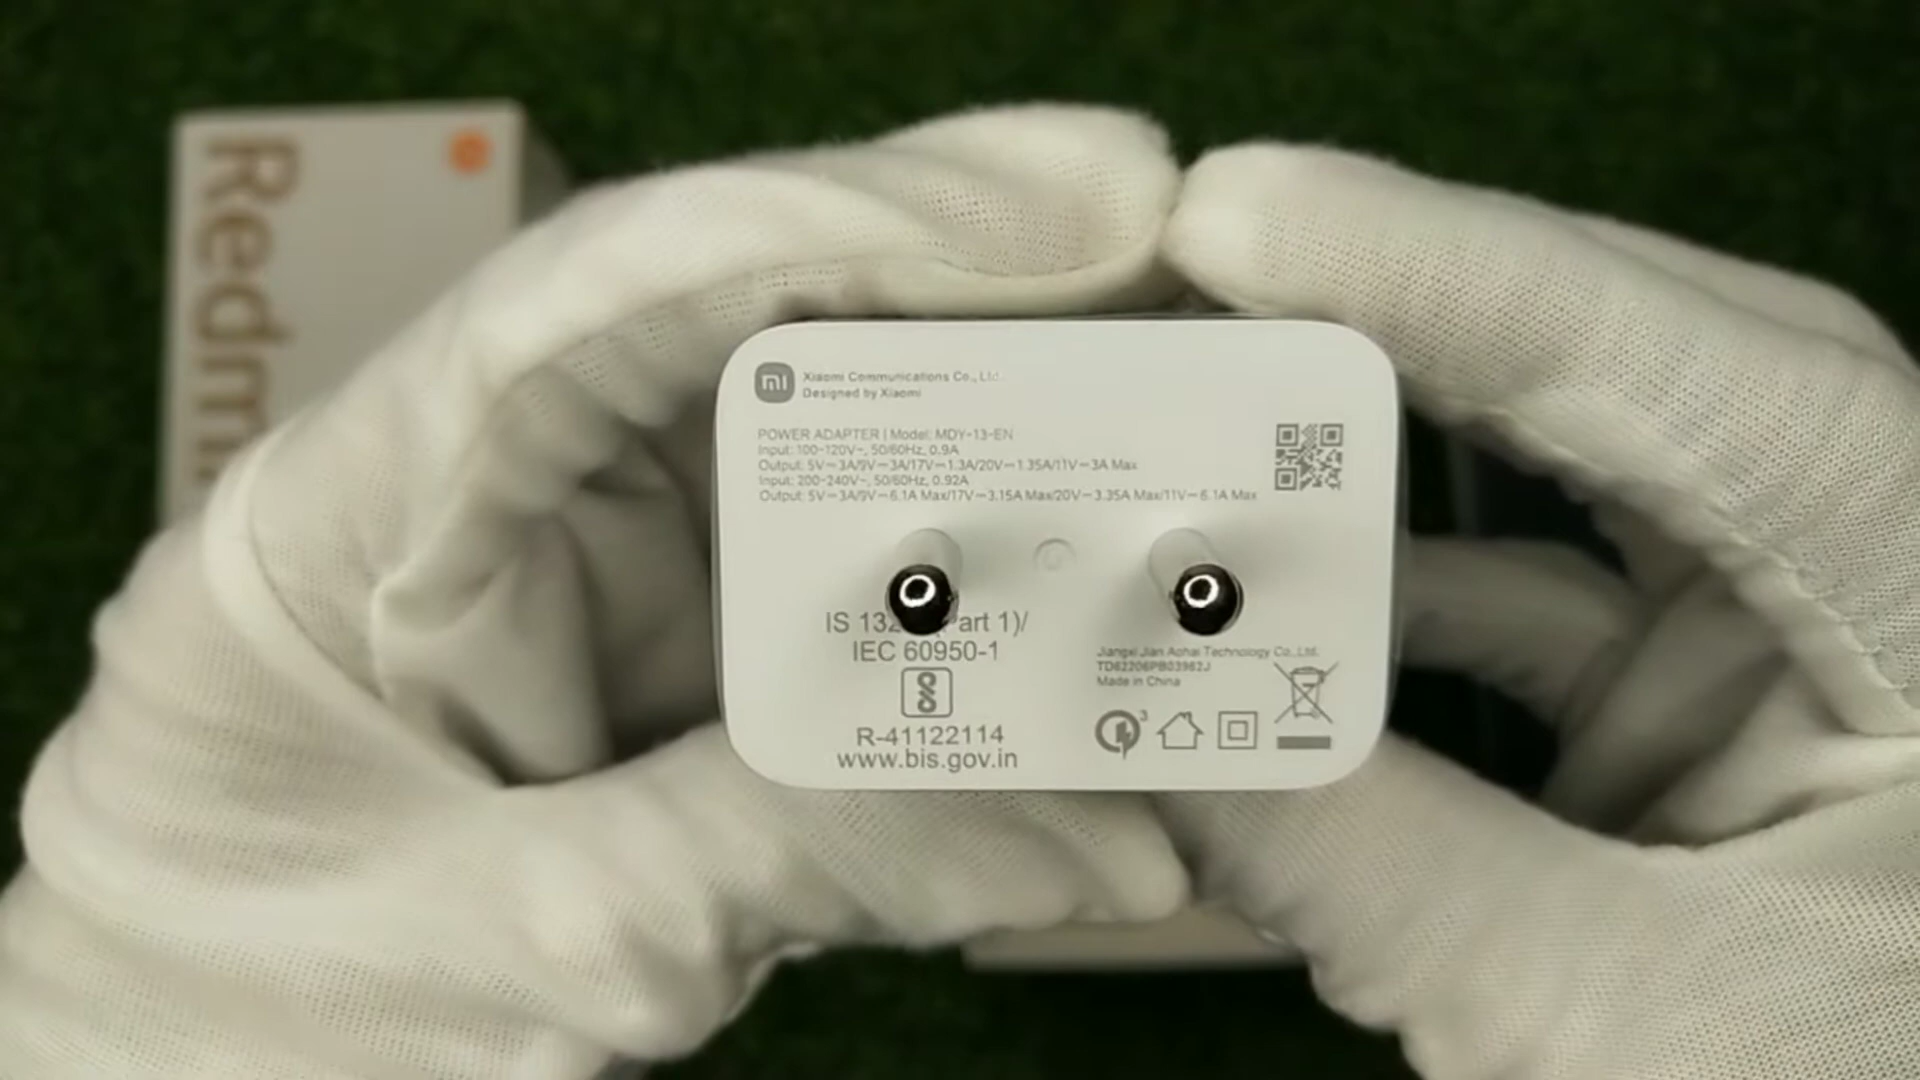 Redmi
mi
Xiaomi Communications Co., Ltd.
Designed by Xiaomi
POWER ADAPTER | Model: MDY-13-EN
Input: 100-120V~, 50/60Hz, 0.9A
Output: 5V⎓3A/9V⎓3A/17V⎓1.3A/20V⎓1.35A/11V⎓3A Max
Input: 200-240V~, 50/60Hz, 0.92A
Output: 5V⎓3A/9V⎓6.1A Max/17V⎓3.15A Max/20V⎓3.35A Max/11V⎓6.1A Max
IS (Part 1)/
IEC 60950-1
R-41122114
www.bis.gov.in
Jiangxi Jian Aohai Technology Co.,Ltd.
TD62206PB03962J
Made in China
3